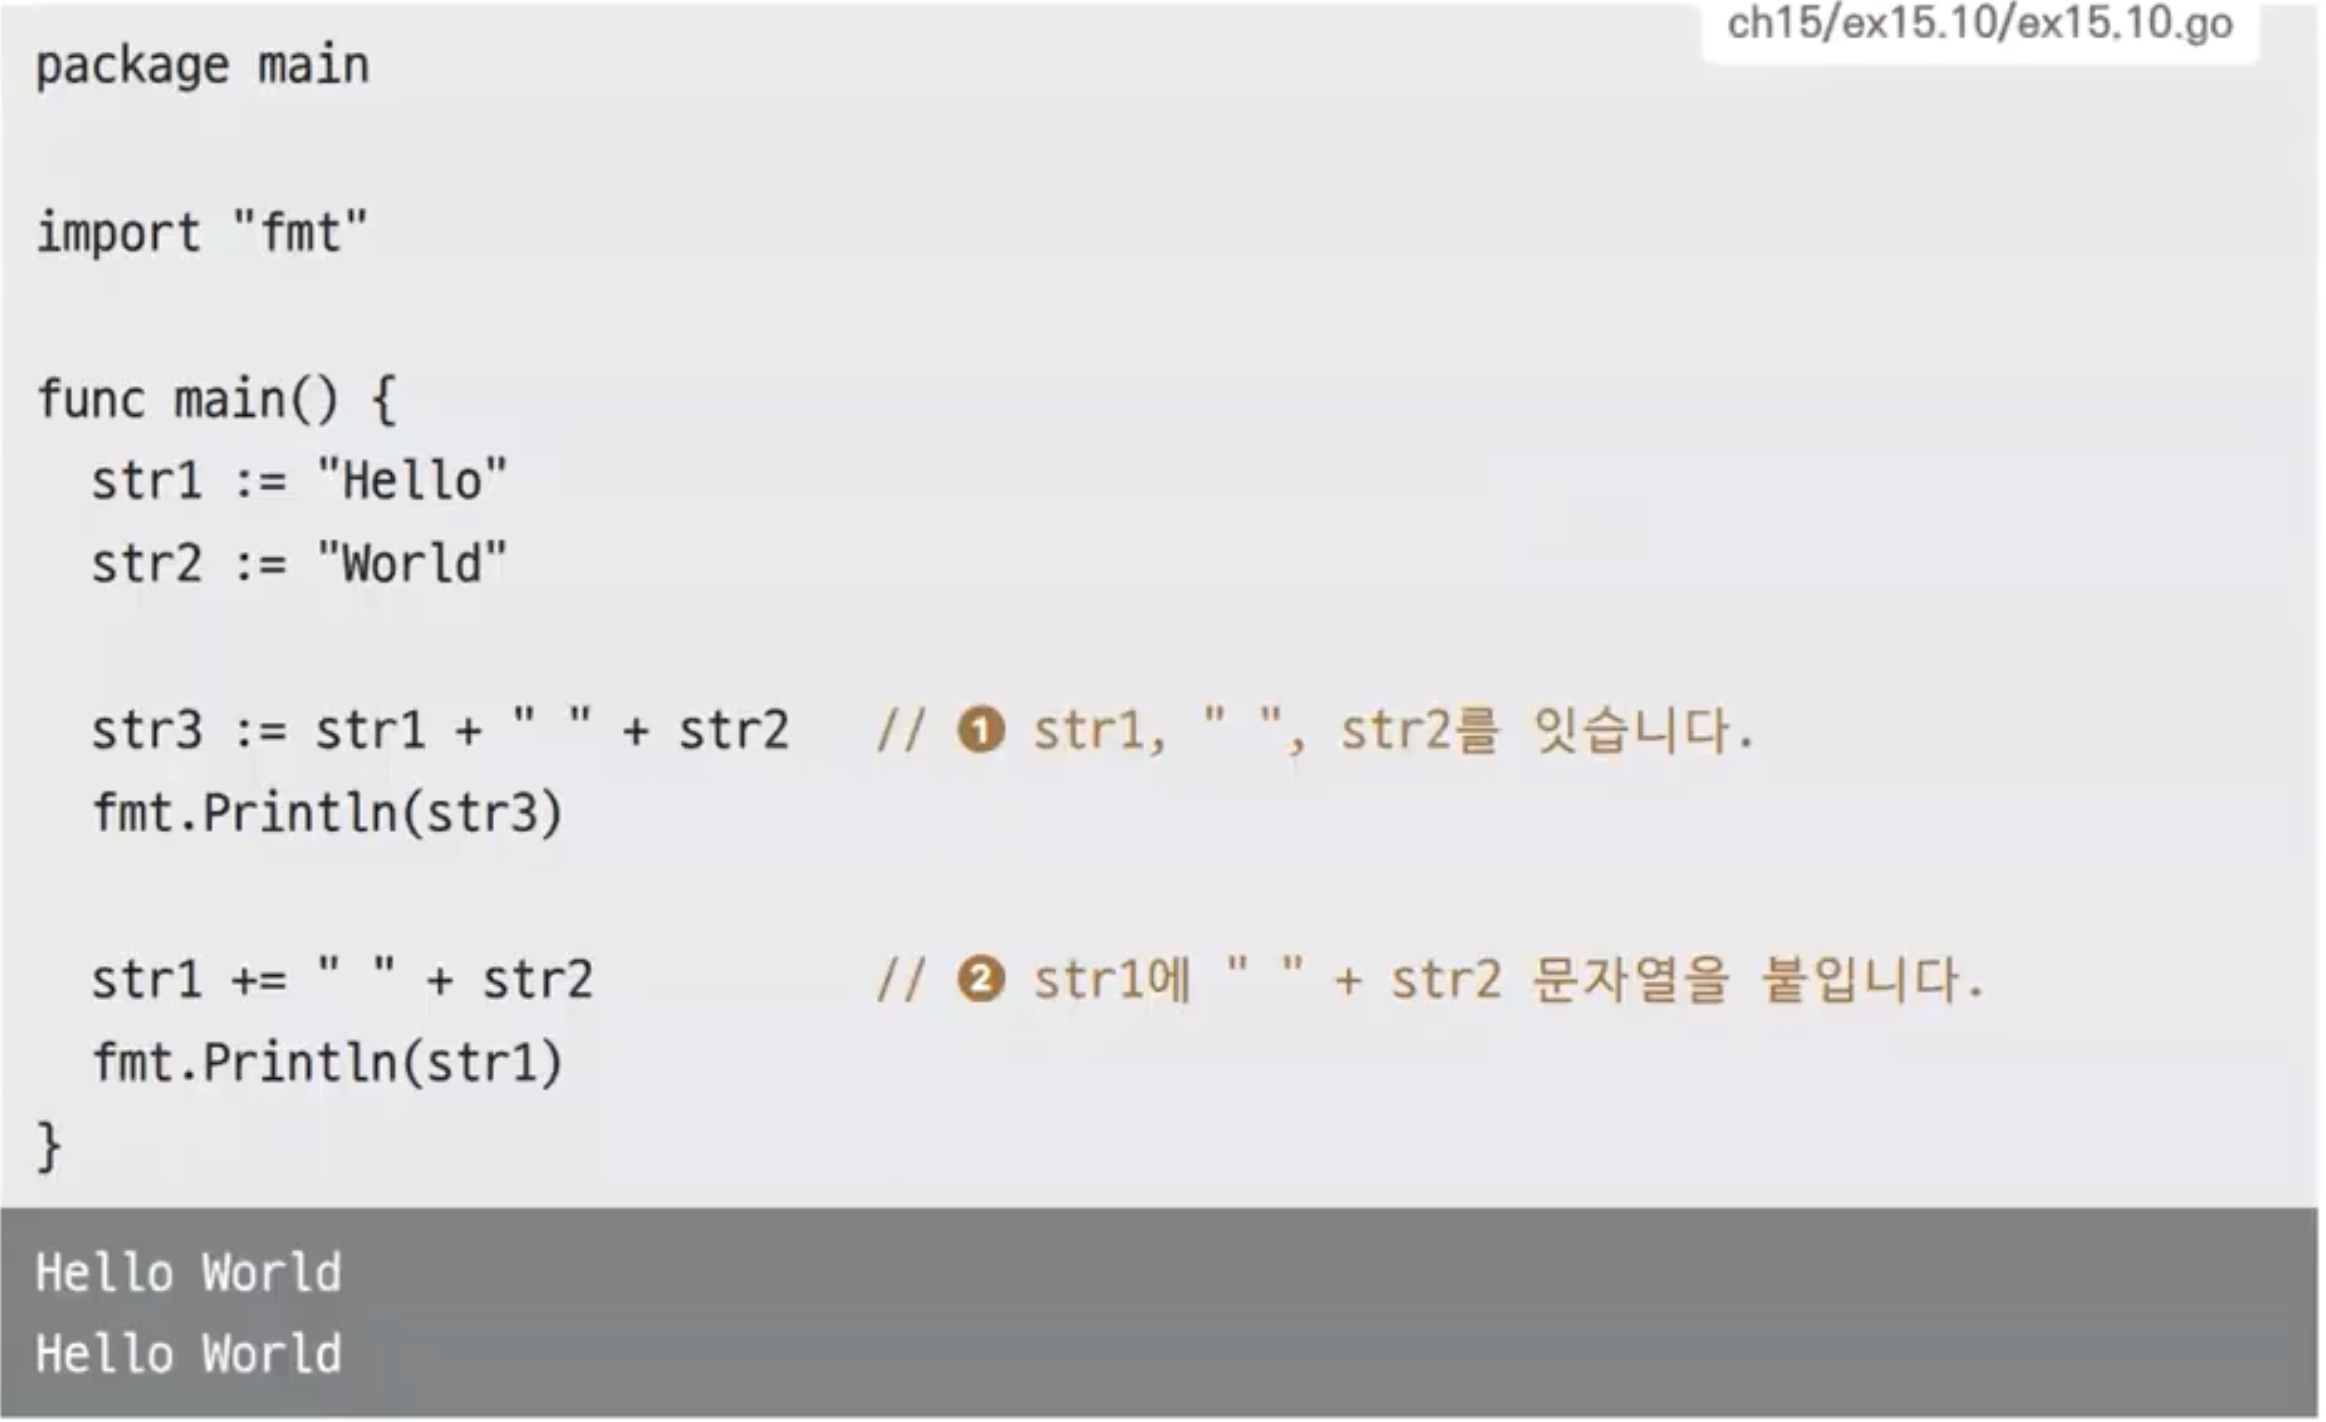 ch15/ex15.10/ex15.10.go
package main
import "fmt"
func main() {
  str1 := "Hello"
  str2 := "World"
  str3 := str1 + " " + str2   // ❶ str1, " ", str2를 잇습니다.
  fmt.Println(str3)
  str1 += " " + str2          // ❷ str1에 " " + str2 문자열을 붙입니다.
  fmt.Println(str1)
}
Hello World
Hello World